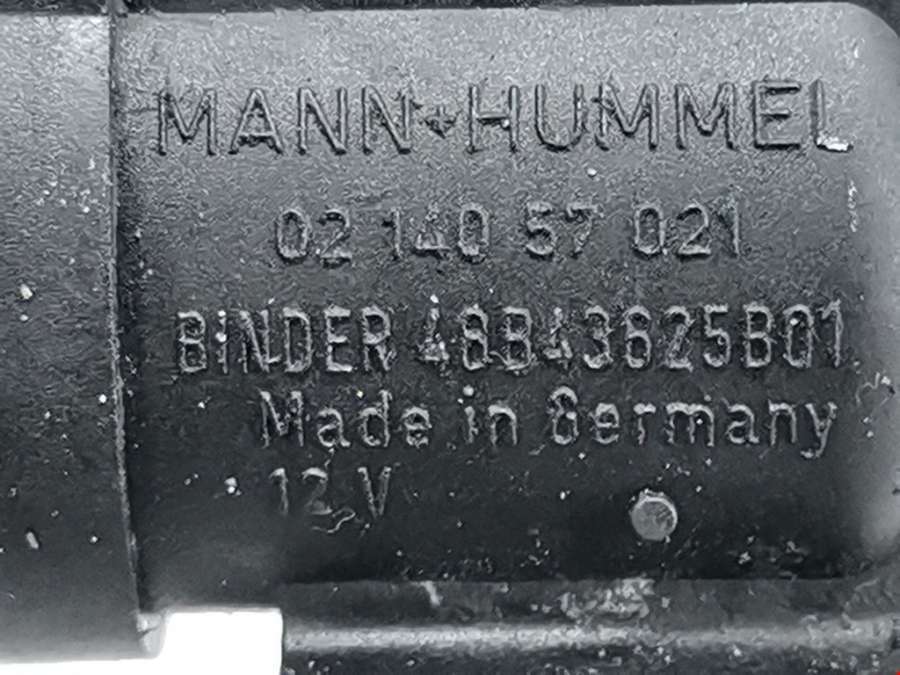 MANN+HUMMEL
02 140 57 021
BINDER 48B43625B01
Made in Germany
12 V